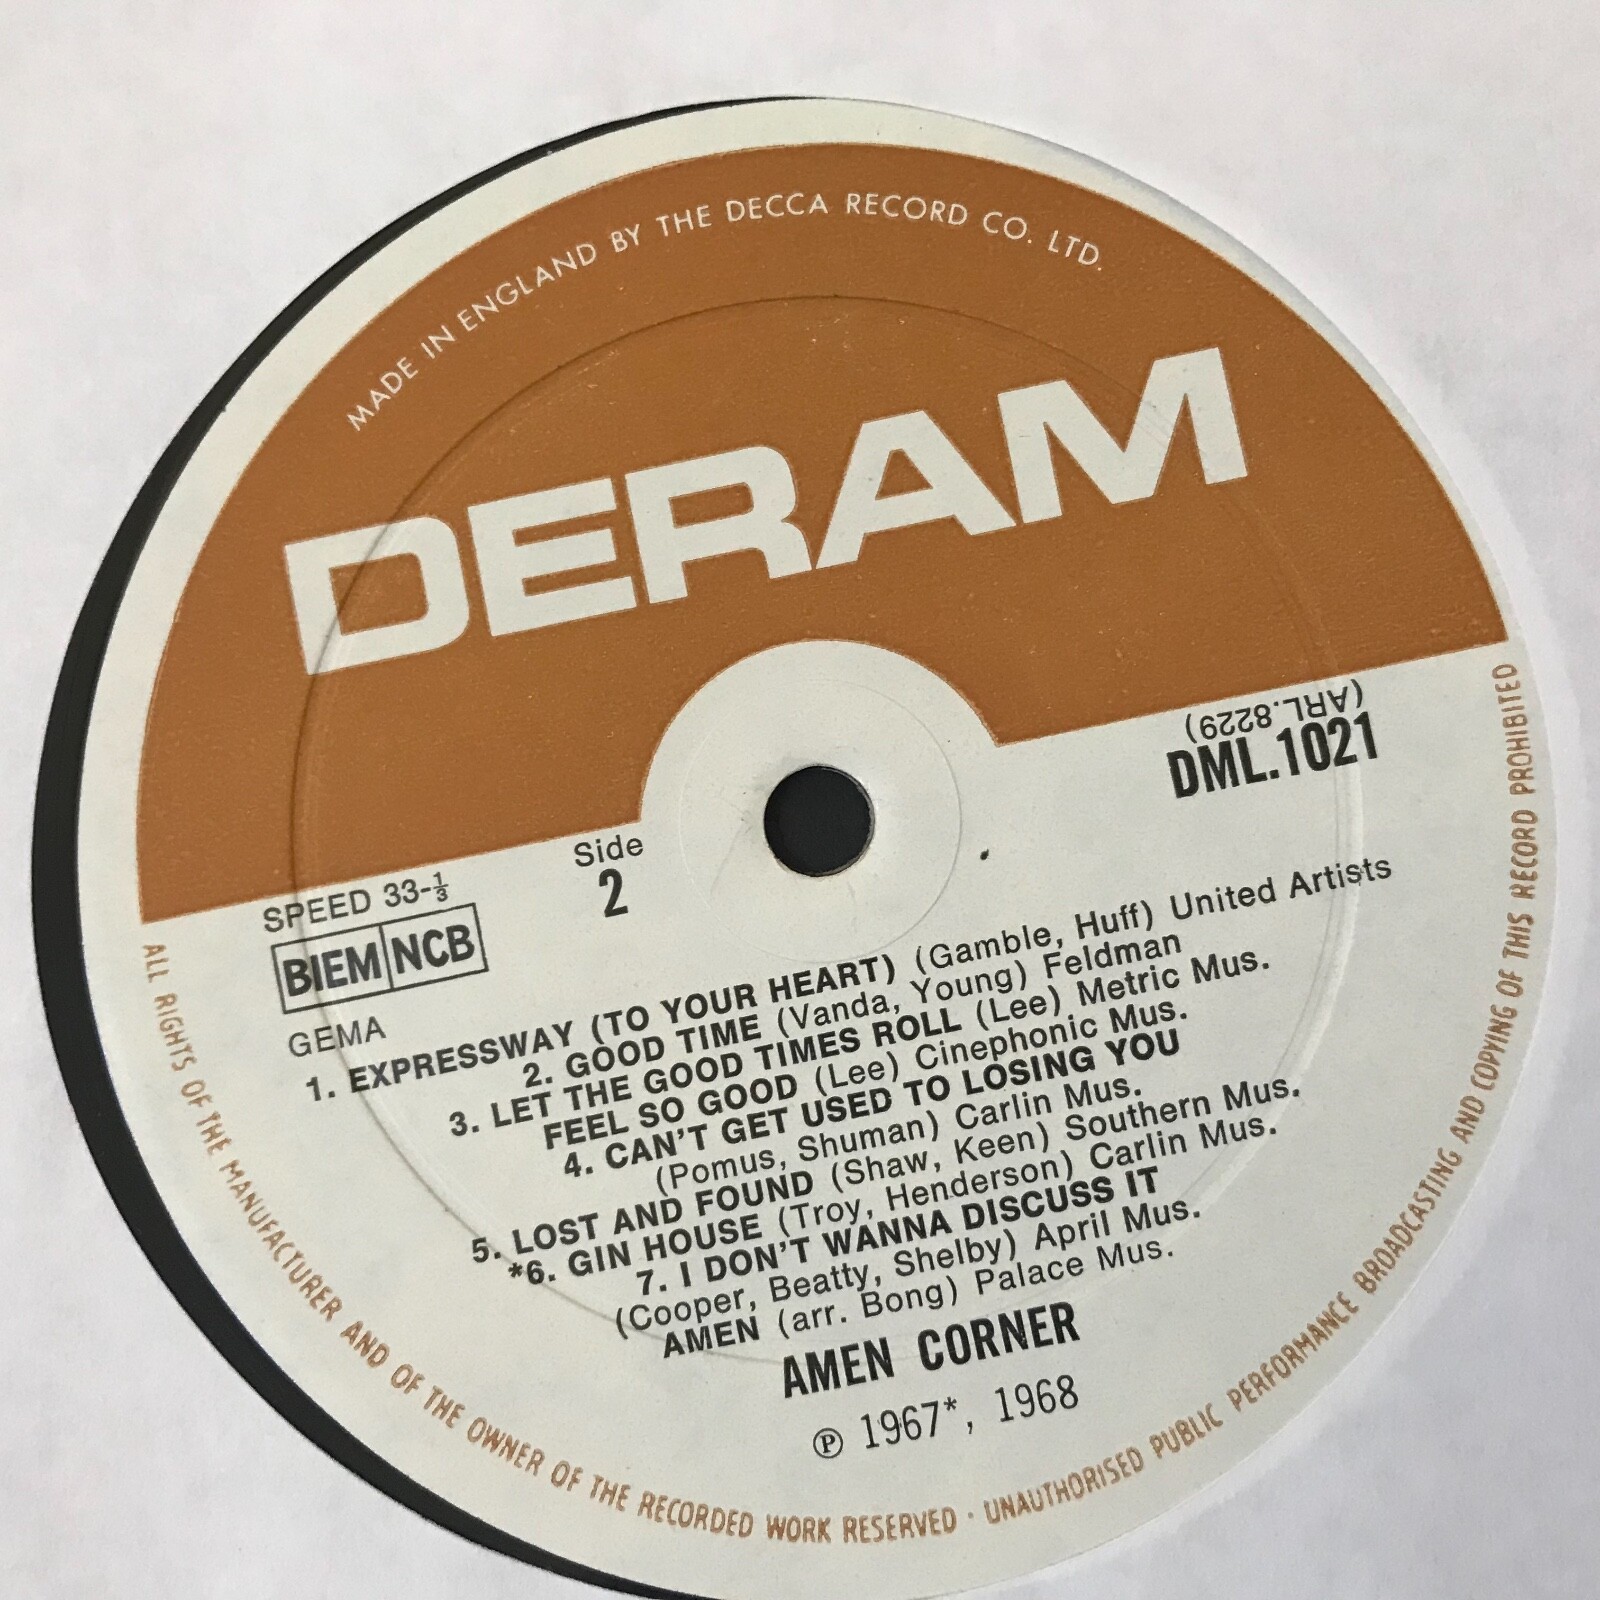 MADE IN ENGLAND BY THE DECCA RECORD CO. LTD.
DERAM
(ARL.8229)
DML.1021
Side
2
SPEED 33-⅓
BIEM NCB
GEMA
1. EXPRESSWAY (TO YOUR HEART) (Gamble, Huff) United Artists
2. GOOD TIME (Vanda, Young) Feldman
3. LET THE GOOD TIMES ROLL (Lee) Metric Mus.
FEEL SO GOOD (Lee) Cinephonic Mus.
4. CAN'T GET USED TO LOSING YOU
(Pomus, Shuman) Carlin Mus.
5. LOST AND FOUND (Shaw, Keen) Southern Mus.
*6. GIN HOUSE (Troy, Henderson) Carlin Mus.
7. I DON'T WANNA DISCUSS IT
(Cooper, Beatty, Shelby) April Mus.
AMEN (arr. Bong) Palace Mus.
AMEN CORNER
℗ 1967*, 1968
ALL RIGHTS OF THE MANUFACTURER AND OF THE OWNER OF THE RECORDED WORK RESERVED · UNAUTHORISED PUBLIC PERFORMANCE BROADCASTING AND COPYING OF THIS RECORD PROHIBITED